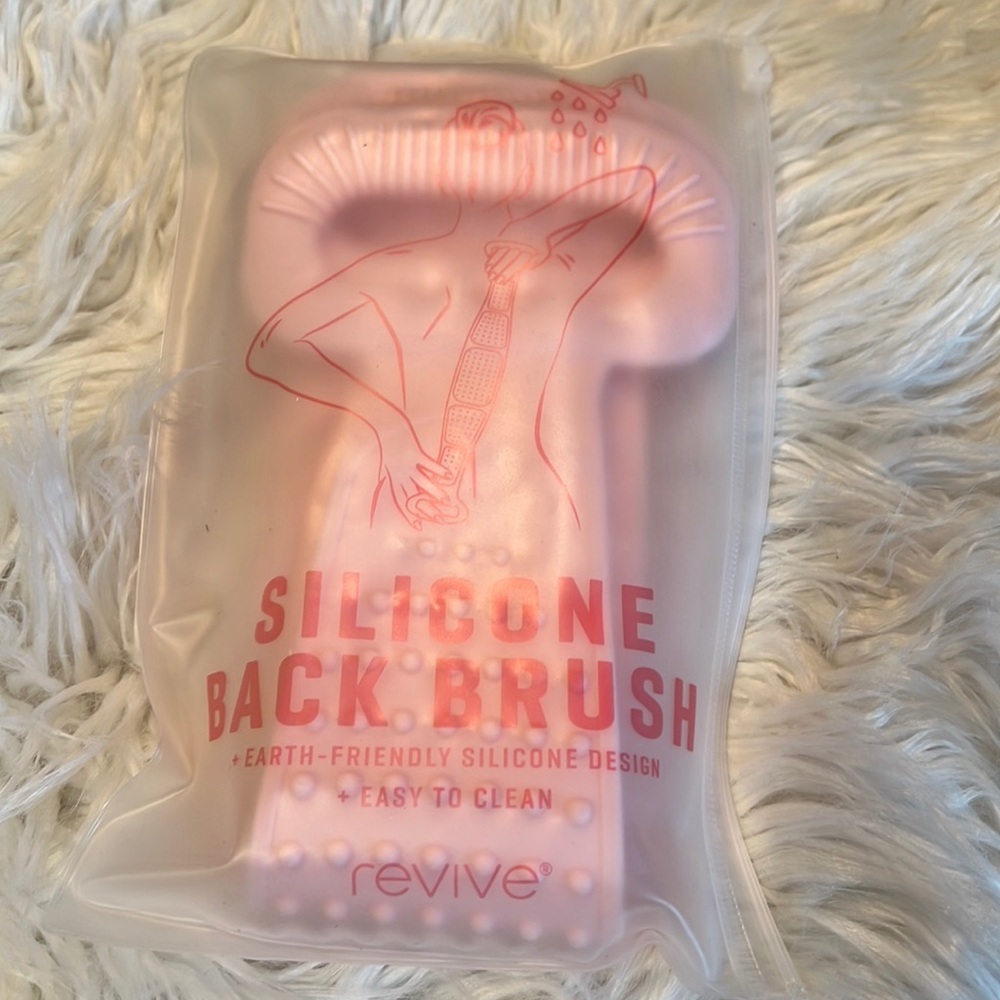 SILICONE
BACK BRUSH
+ EARTH-FRIENDLY SILICONE DESIGN
+ EASY TO CLEAN
revive®